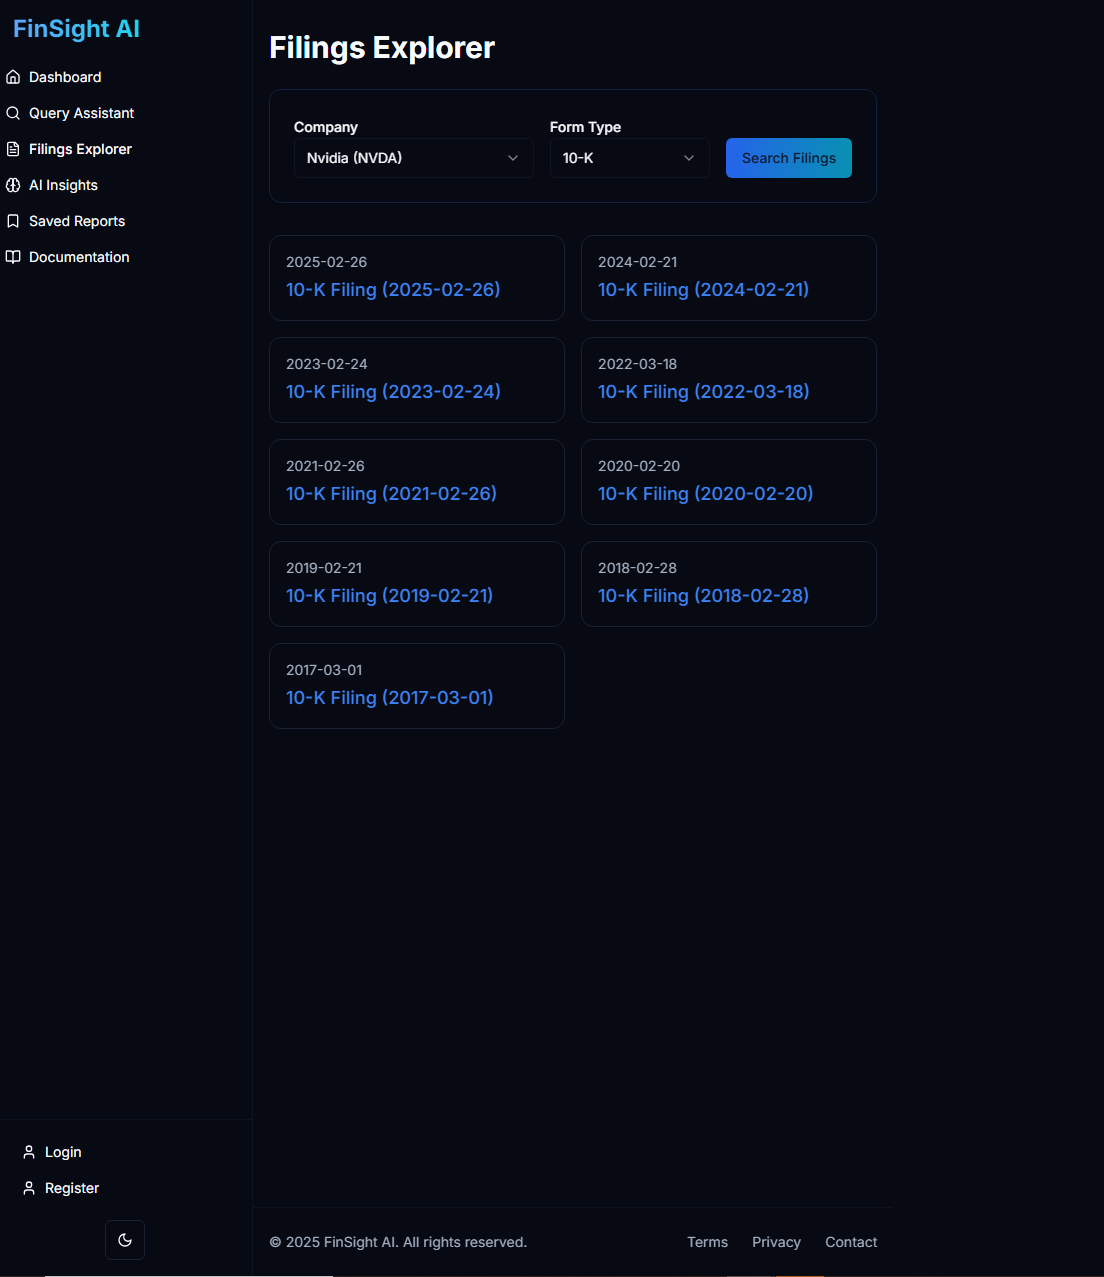 FinSight AI
Dashboard
Query Assistant
Filings Explorer
AI Insights
Saved Reports
Documentation
Login
Register
Filings Explorer
Company
Form Type
Nvidia (NVDA)
10-K
Search Filings
2025-02-26
10-K Filing (2025-02-26)
2024-02-21
10-K Filing (2024-02-21)
2023-02-24
10-K Filing (2023-02-24)
2022-03-18
10-K Filing (2022-03-18)
2021-02-26
10-K Filing (2021-02-26)
2020-02-20
10-K Filing (2020-02-20)
2019-02-21
10-K Filing (2019-02-21)
2018-02-28
10-K Filing (2018-02-28)
2017-03-01
10-K Filing (2017-03-01)
© 2025 FinSight AI. All rights reserved.
Terms
Privacy
Contact